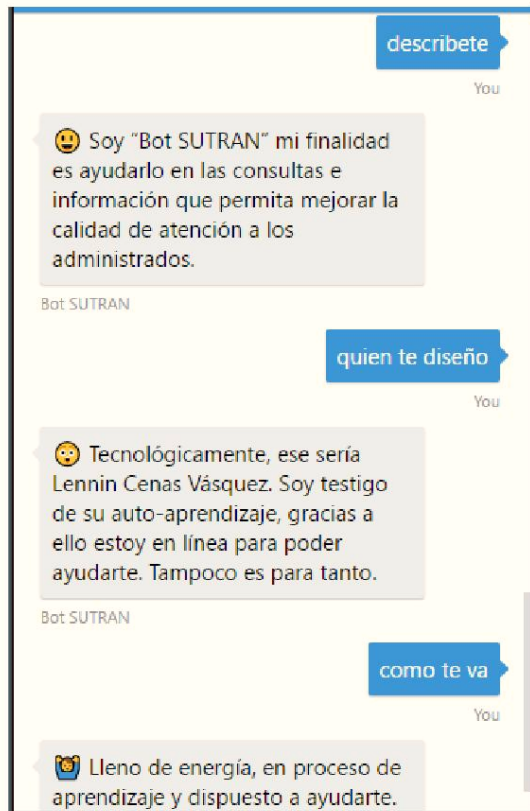 describete
You
😃 Soy "Bot SUTRAN" mi finalidad
es ayudarlo en las consultas e
información que permita mejorar la
calidad de atención a los
administrados.
Bot SUTRAN
quien te diseño
You
😳 Tecnológicamente, ese sería
Lennin Cenas Vásquez. Soy testigo
de su auto-aprendizaje, gracias a
ello estoy en línea para poder
ayudarte. Tampoco es para tanto.
Bot SUTRAN
como te va
You
🙆 Lleno de energía, en proceso de
aprendizaje y dispuesto a ayudarte.